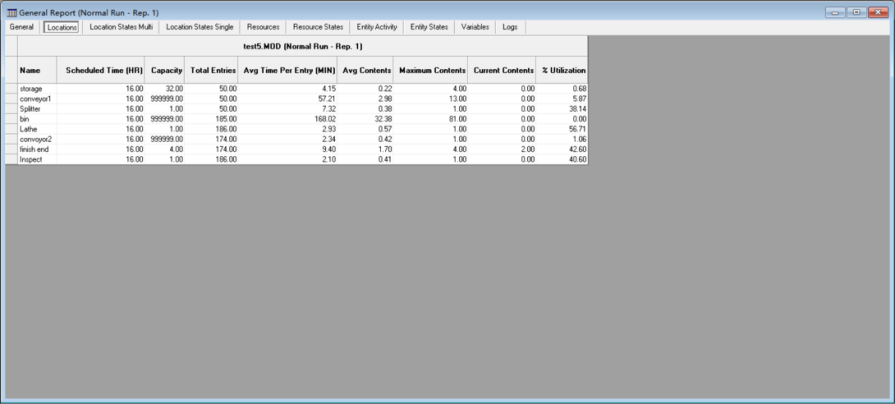 General Report (Normal Run - Rep. 1)
General Locations Location States Multi Location States Single Resources Resource States Entity Activity Entity States Variables Logs
test5.MOD (Normal Run - Rep. 1)
Name Scheduled Time (HR) Capacity Total Entries Avg Time Per Entry (MIN) Avg Contents Maximum Contents Current Contents % Utilization
storage 16.00 32.00 50.00 4.15 0.22 4.00 0.00 0.68
conveyor1 16.00 999999.00 50.00 57.21 2.98 13.00 0.00 5.87
Splitter 16.00 1.00 50.00 7.32 0.38 1.00 0.00 38.14
bin 16.00 999999.00 185.00 168.02 32.38 81.00 0.00 0.00
Lathe 16.00 1.00 186.00 2.93 0.57 1.00 0.00 56.71
convoyor2 16.00 999999.00 174.00 2.34 0.42 1.00 0.00 1.06
finish end 16.00 4.00 174.00 9.40 1.70 4.00 2.00 42.60
Inspect 16.00 1.00 186.00 2.10 0.41 1.00 0.00 40.60